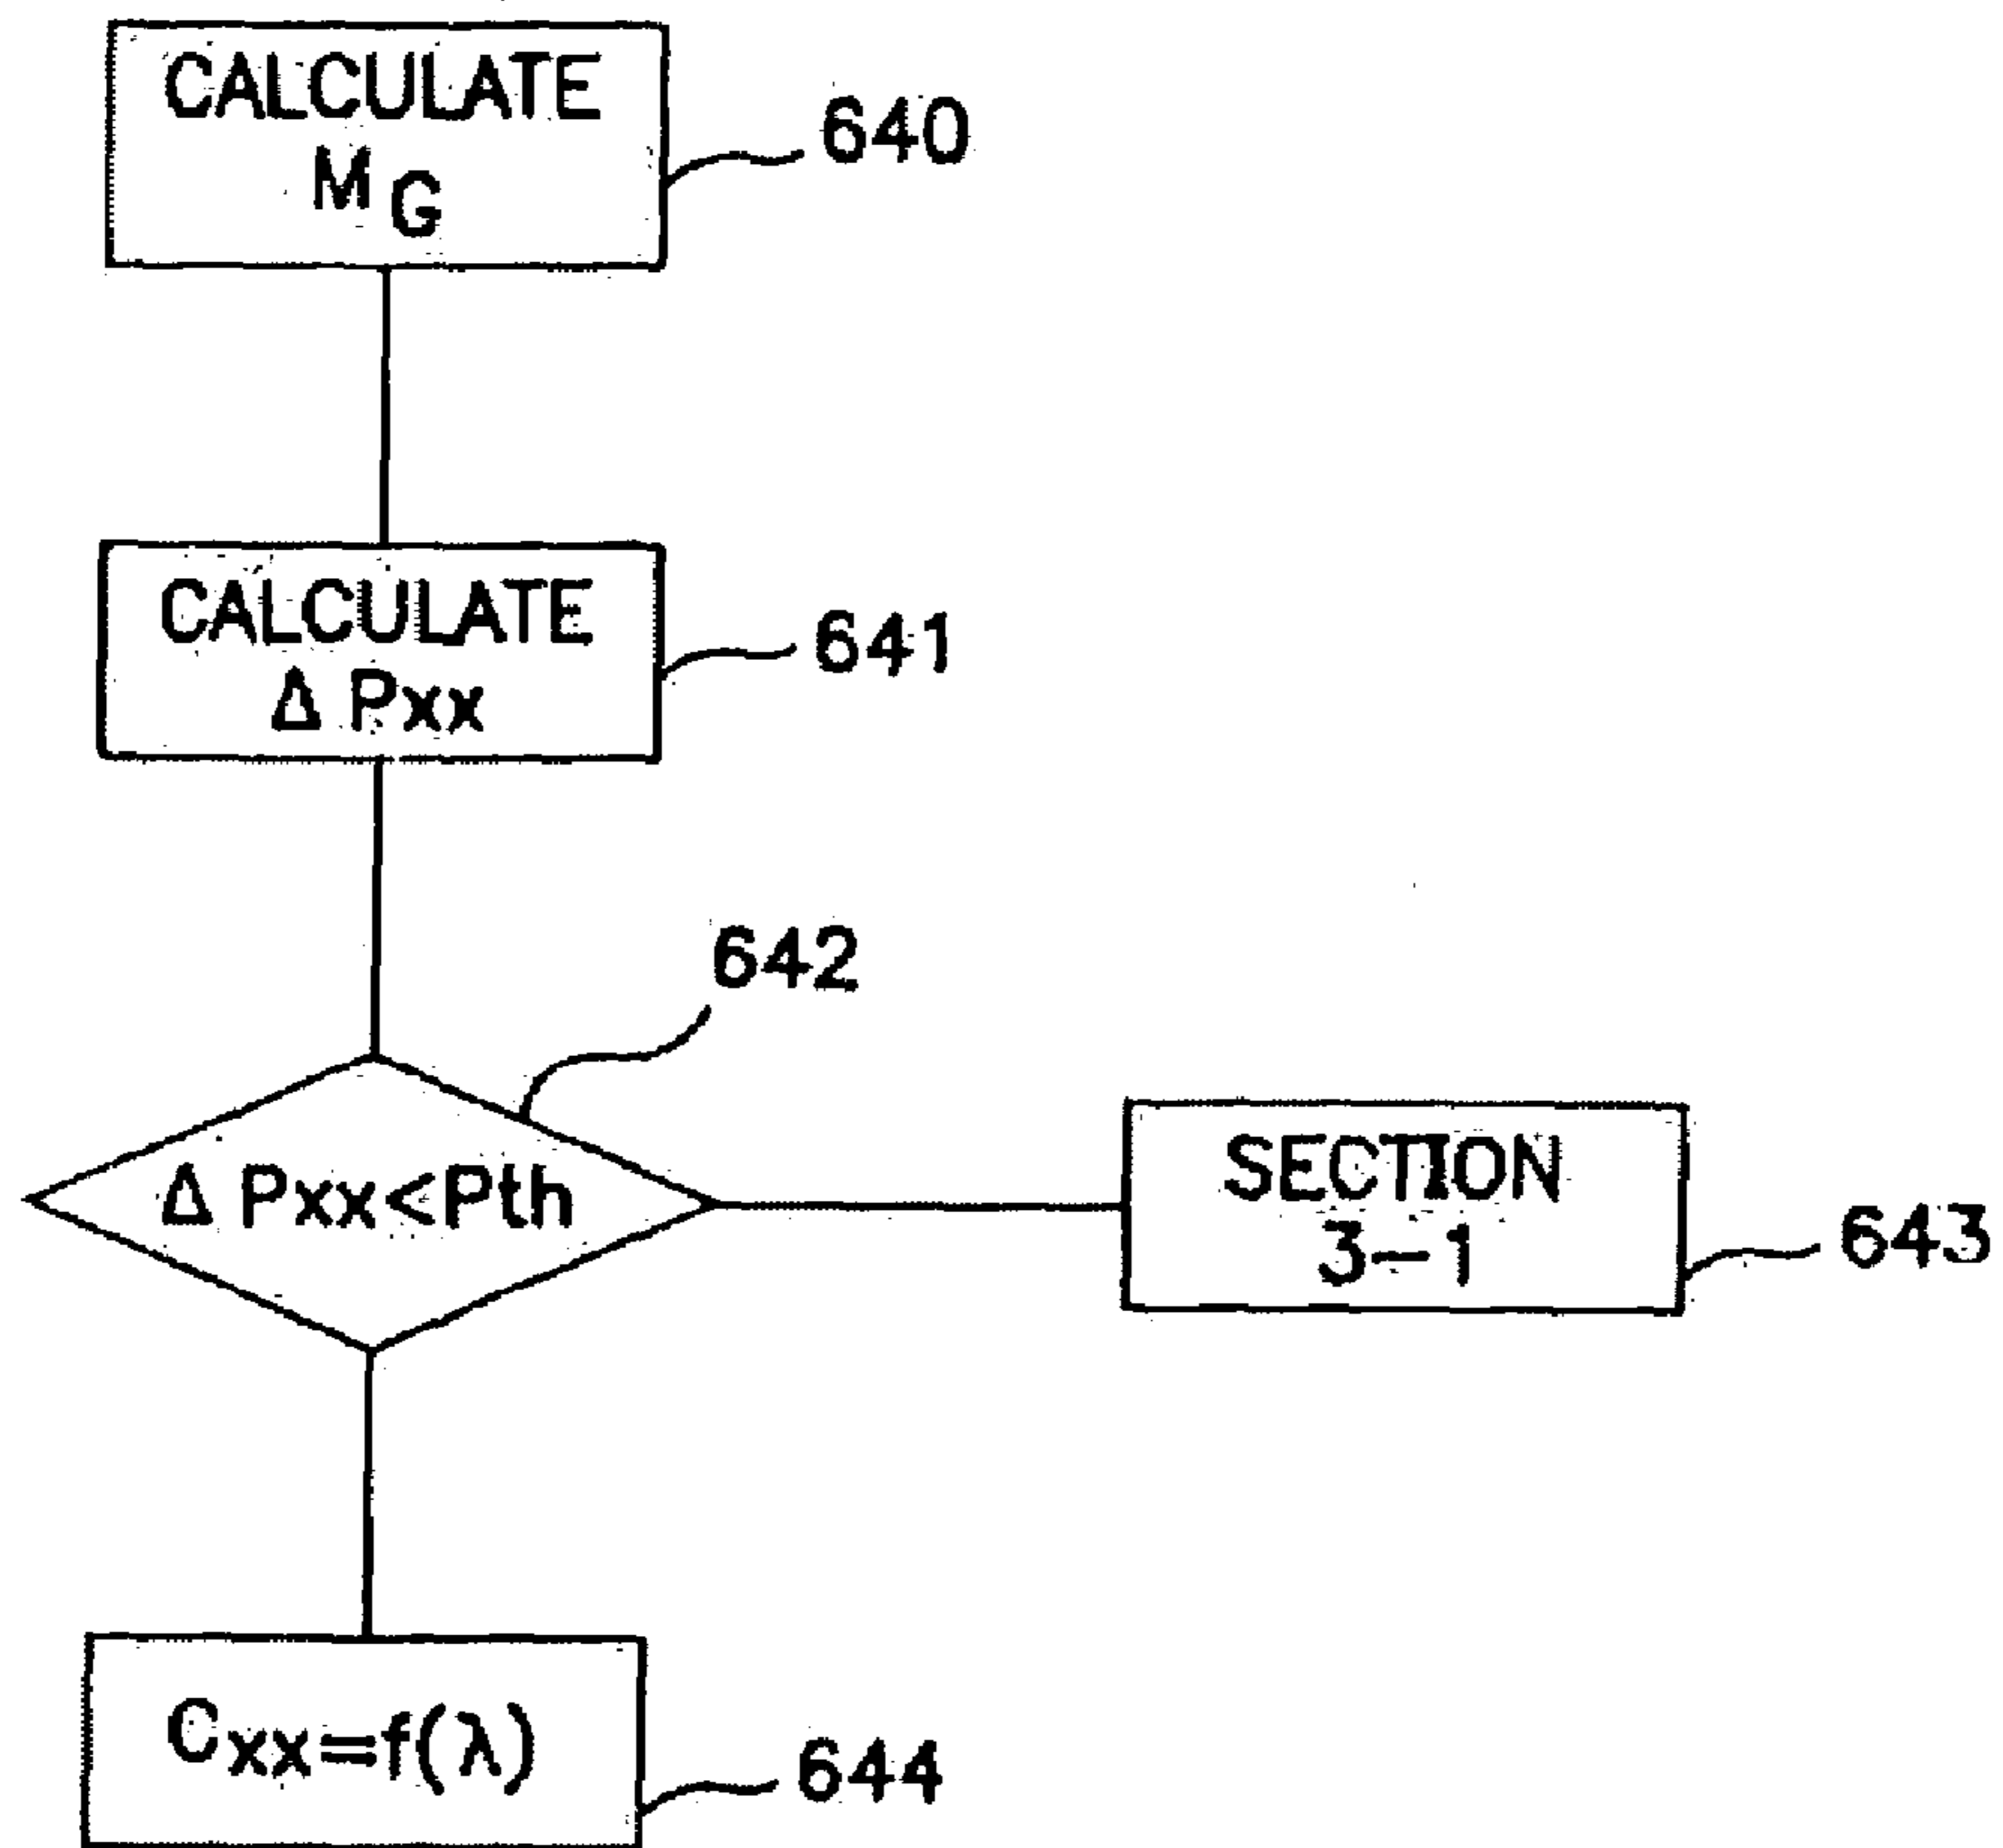 CALCULATE
M G
640
CALCULATE
Δ Pxx
641
642
Δ Pxx<Pth
SECTION
3-1
643
Cxx=f(λ)
644